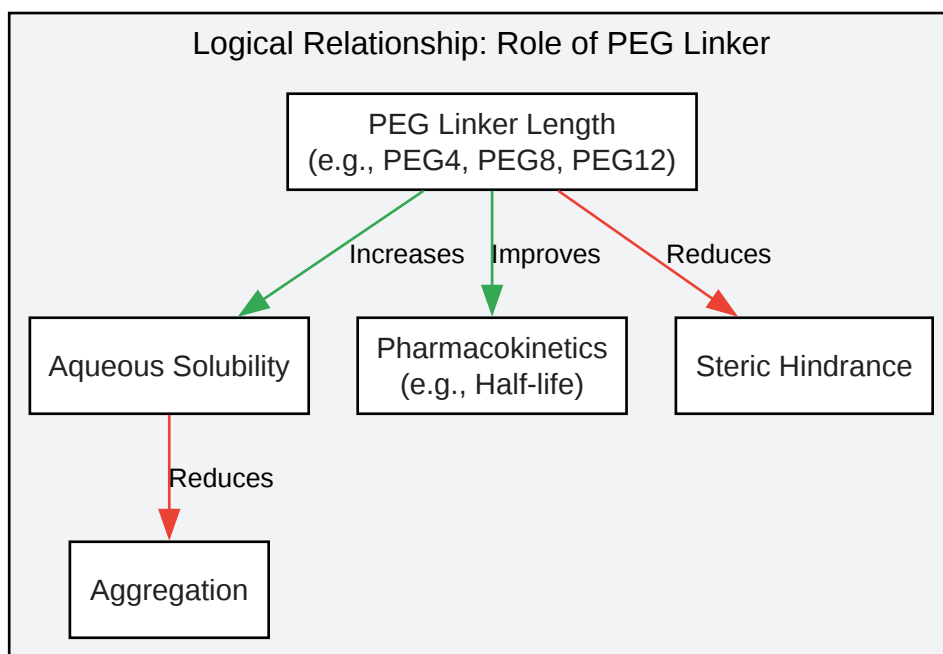 Logical Relationship: Role of PEG Linker
PEG Linker Length
(e.g., PEG4, PEG8, PEG12)
Increases
Improves
Reduces
Aqueous Solubility
Pharmacokinetics
(e.g., Half-life)
Steric Hindrance
Reduces
Aggregation